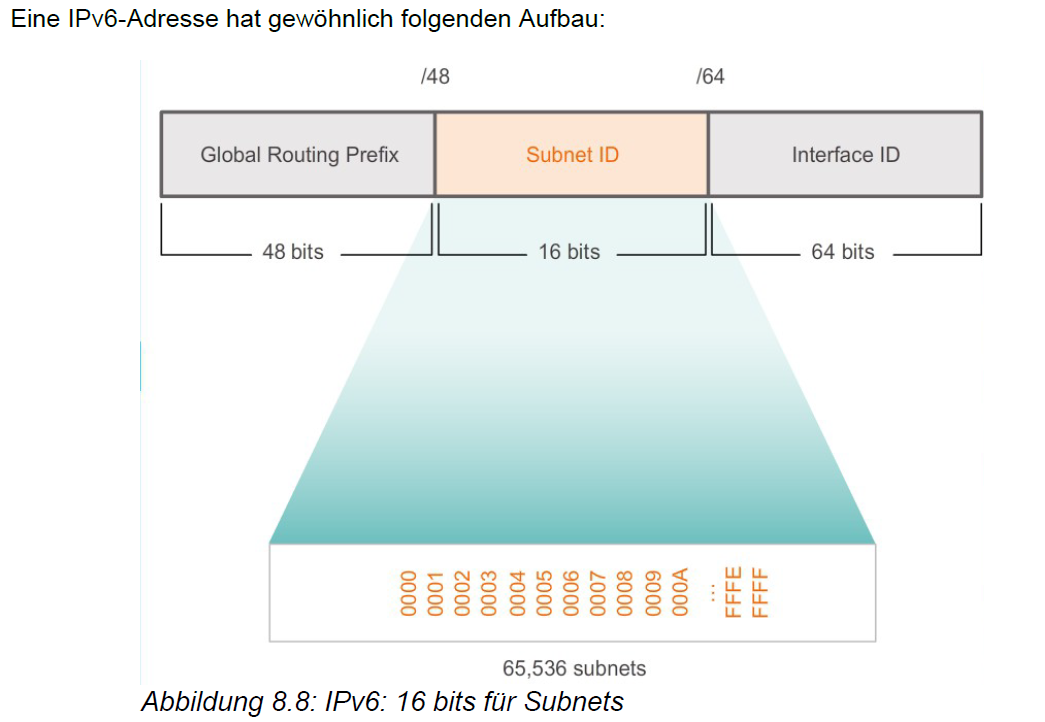 Eine IPv6-Adresse hat gewöhnlich folgenden Aufbau:
/48 /64
Global Routing Prefix Subnet ID Interface ID
48 bits 16 bits 64 bits
0000
0001
0002
0003
0004
0005
0006
0007
0008
0009
000A
...
FFFE
FFFF
65,536 subnets
Abbildung 8.8: IPv6: 16 bits für Subnets